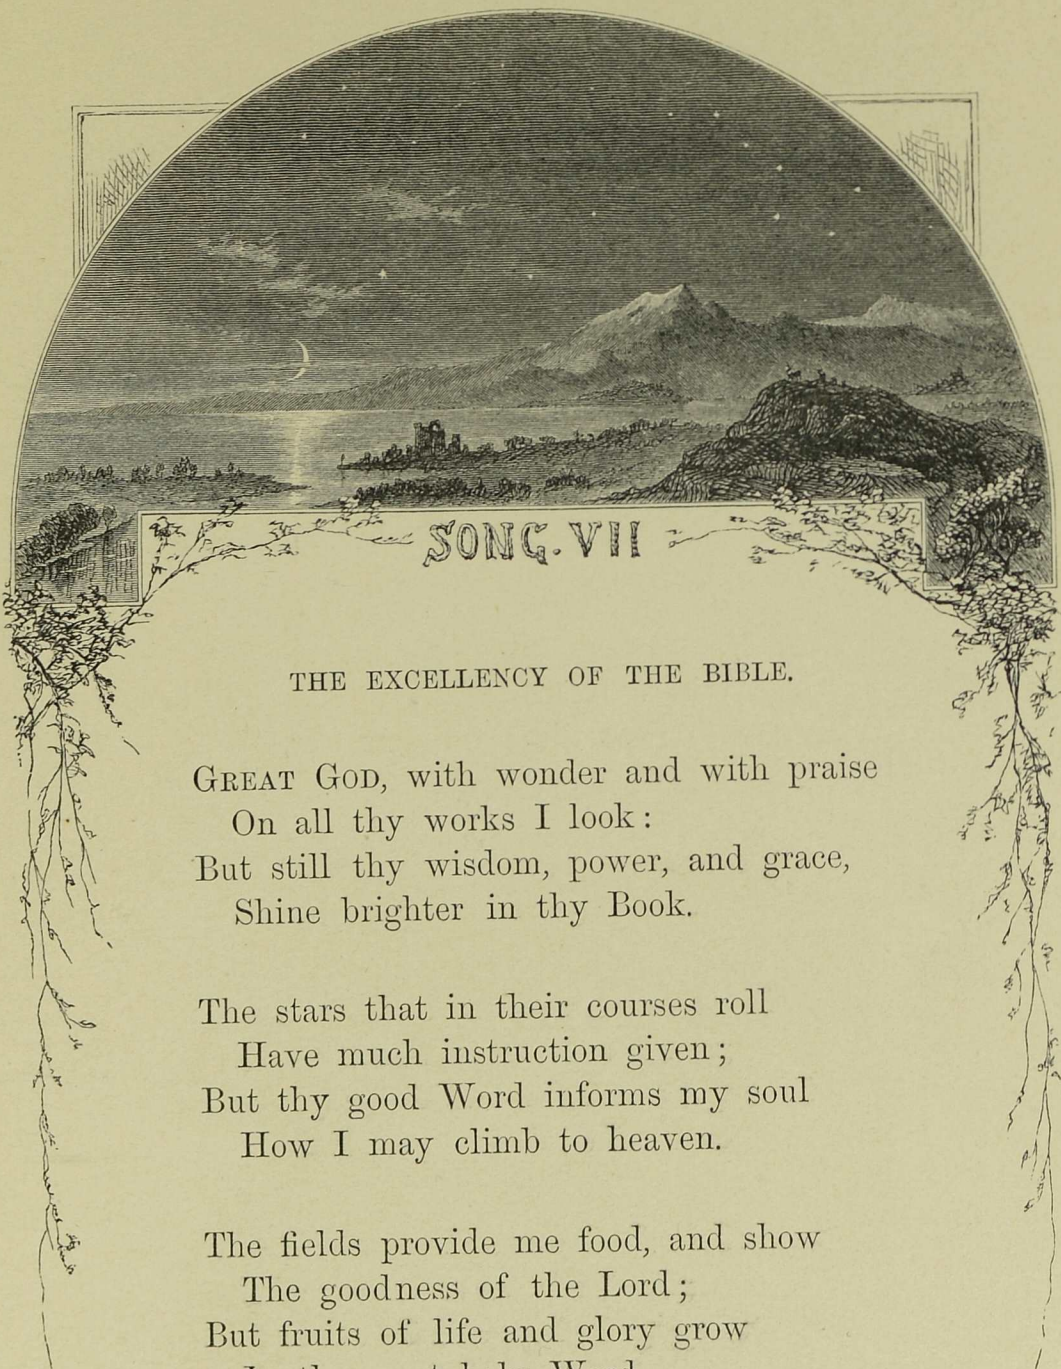 SONG. VII
THE EXCELLENCY OF THE BIBLE.
GREAT GOD, with wonder and with praise
On all thy works I look:
But still thy wisdom, power, and grace,
Shine brighter in thy Book.
The stars that in their courses roll
Have much instruction given;
But thy good Word informs my soul
How I may climb to heaven.
The fields provide me food, and show
The goodness of the Lord;
But fruits of life and glory grow